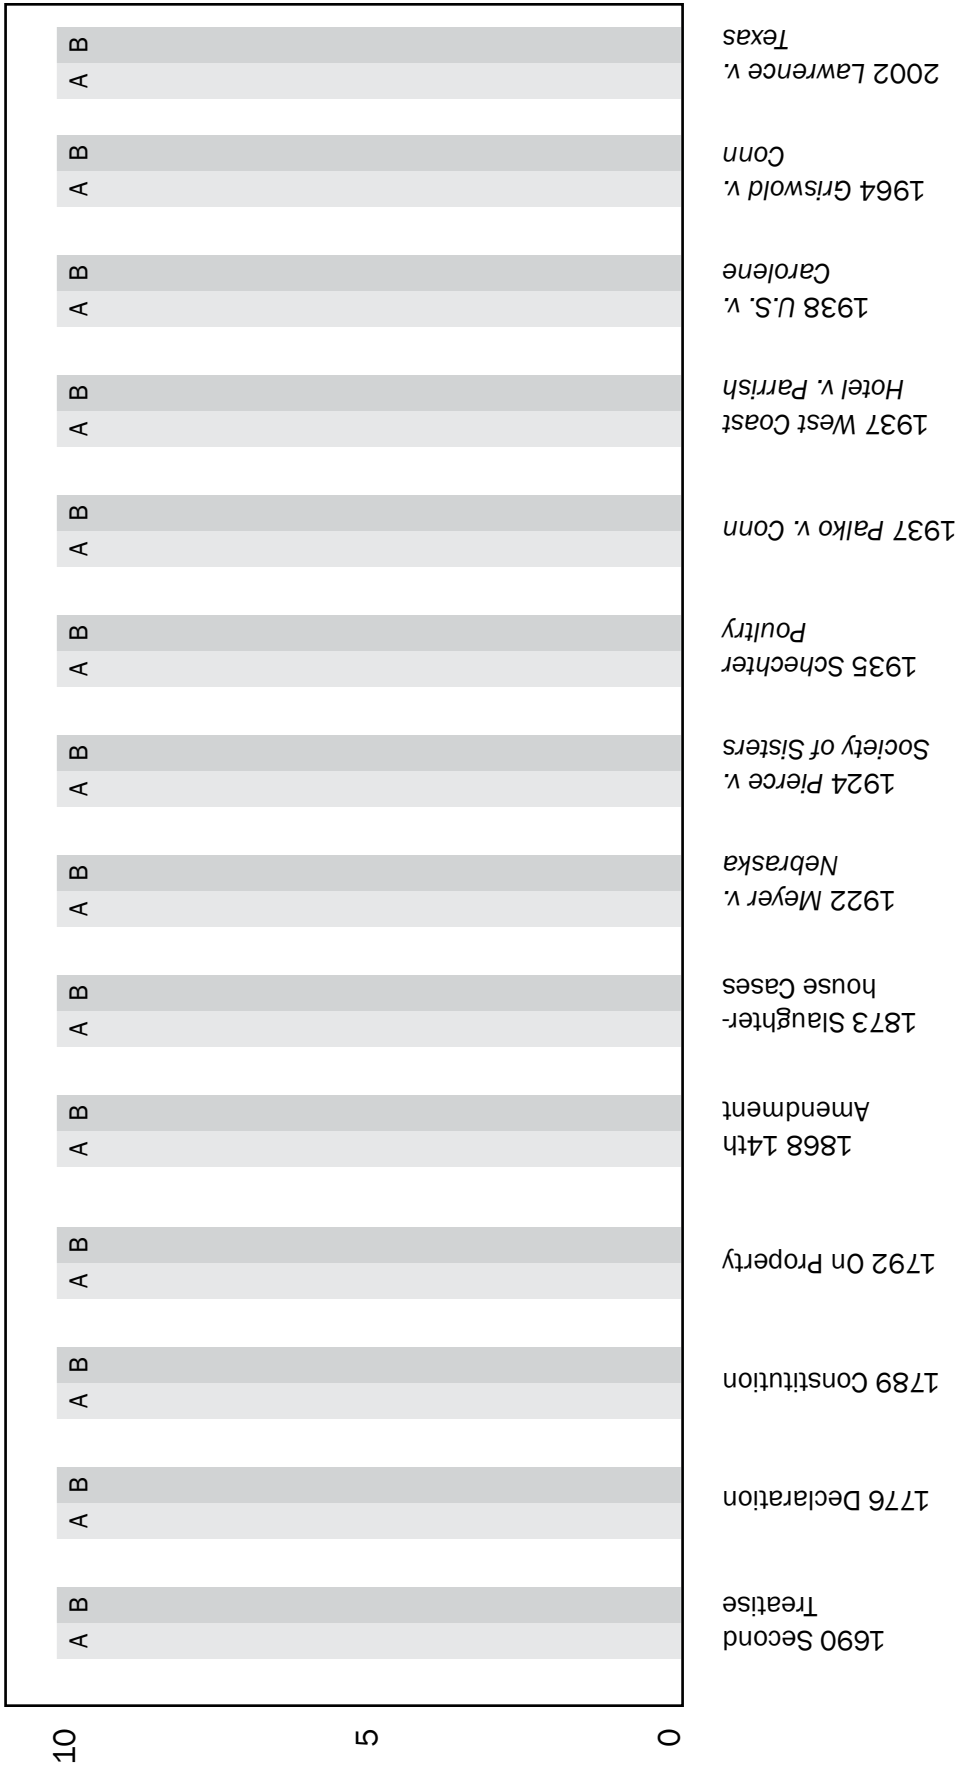 10
A B
A B
A B
A B
A B
A B
A B
A B
A B
A B
A B
A B
A B
A B
5
0
1690 Second
Treatise
1776 Declaration
1789 Constitution
1792 On Property
1868 14th
Amendment
1873 Slaughter-
house Cases
1922 Meyer v.
Nebraska
1924 Pierce v.
Society of Sisters
1935 Schechter
Poultry
1937 Palko v. Conn
1937 West Coast
Hotel v. Parrish
1938 U.S. v.
Carolene
1964 Griswold v.
Conn
2002 Lawrence v.
Texas